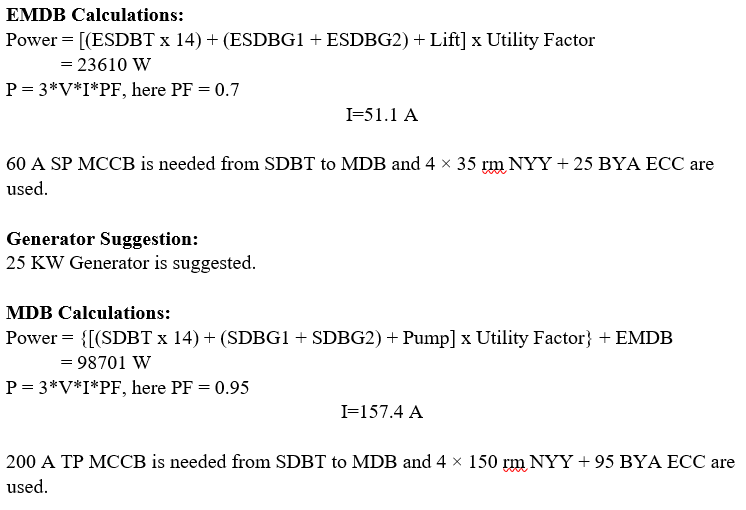 EMDB Calculations:
Power = [(ESDBT x 14) + (ESDBG1 + ESDBG2) + Lift] x Utility Factor
= 23610 W
P = 3*V*I*PF, here PF = 0.7
I=51.1 A
60 A SP MCCB is needed from SDBT to MDB and 4 × 35 rm NYY + 25 BYA ECC are
used.
Generator Suggestion:
25 KW Generator is suggested.
MDB Calculations:
Power = {[(SDBT x 14) + (SDBG1 + SDBG2) + Pump] x Utility Factor} + EMDB
= 98701 W
P = 3*V*I*PF, here PF = 0.95
I=157.4 A
200 A TP MCCB is needed from SDBT to MDB and 4 × 150 rm NYY + 95 BYA ECC are
used.